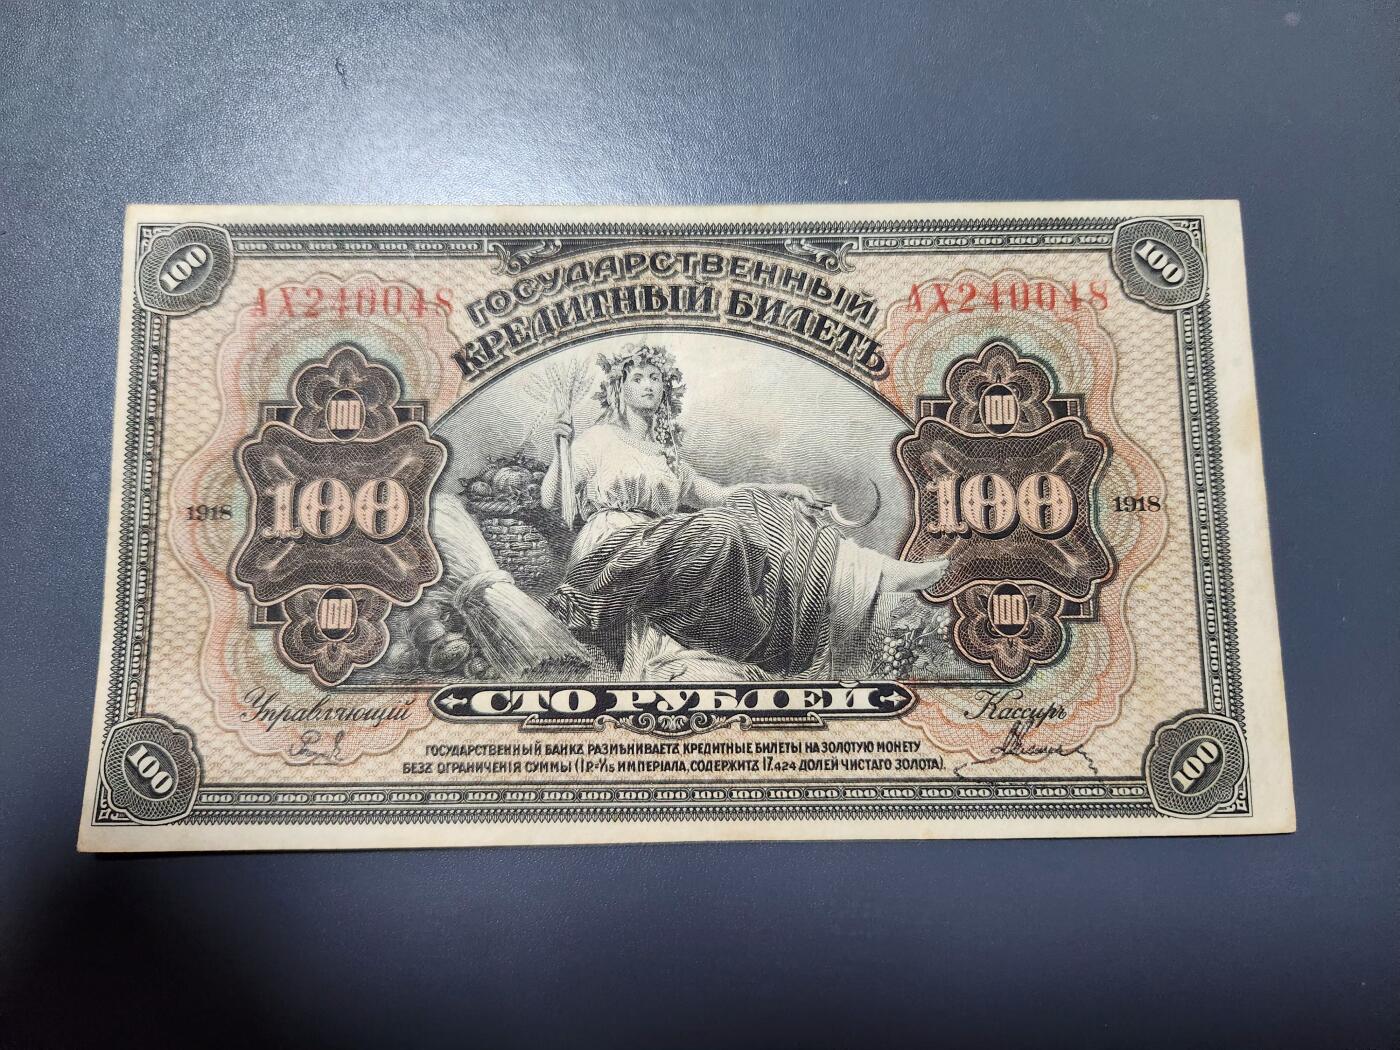 100
100
АХ240048
ГОСУДАРСТВЕННЫЙ
АХ240048
КРЕДИТНЫЙ БИЛЕТЪ
100
100
1918
100
100
1918
100
100
СТО РУБЛЕЙ
Управляющий
Кассиръ
ГОСУДАРСТВЕННЫЙ БАНКЪ РАЗМѢНИВАЕТЪ КРЕДИТНЫЕ БИЛЕТЫ НА ЗОЛОТУЮ МОНЕТУ
БЕЗЪ ОГРАНИЧЕНІЯ СУММЫ (1 Р.=1/15 ИМПЕРІАЛА, СОДЕРЖИТЪ 17,424 ДОЛЕЙ ЧИСТАГО ЗОЛОТА).
100
100